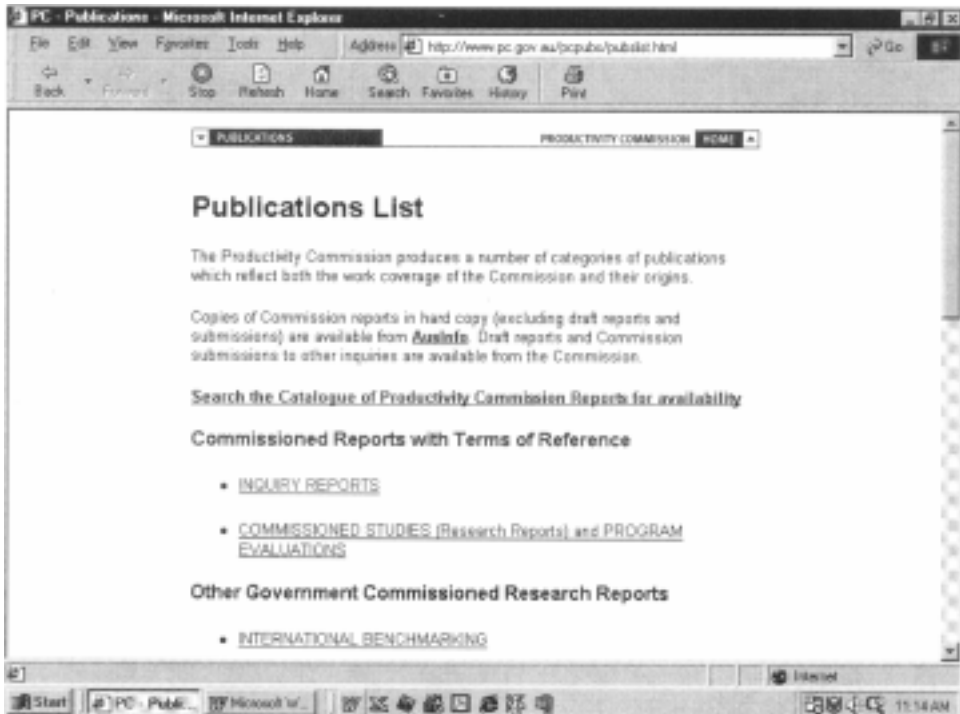 PC - Publications - Microsoft Internet Explorer
File Edit View Favorites Tools Help Address http://www.pc.gov.au/pcpubs/pubslist.html Go
Back Forward Stop Refresh Home Search Favorites History Print
PUBLICATIONS PRODUCTIVITY COMMISSION HOME
Publications List
The Productivity Commission produces a number of categories of publications
which reflect both the work coverage of the Commission and their origins.
Copies of Commission reports in hard copy (excluding draft reports and
submissions) are available from AusInfo. Draft reports and Commission
submissions to other inquiries are available from the Commission.
Search the Catalogue of Productivity Commission Reports for availability
Commissioned Reports with Terms of Reference
• INQUIRY REPORTS
• COMMISSIONED STUDIES (Research Reports) and PROGRAM
EVALUATIONS
Other Government Commissioned Research Reports
• INTERNATIONAL BENCHMARKING
Internet
Start PC - Public... Microsoft W... 11:14 AM